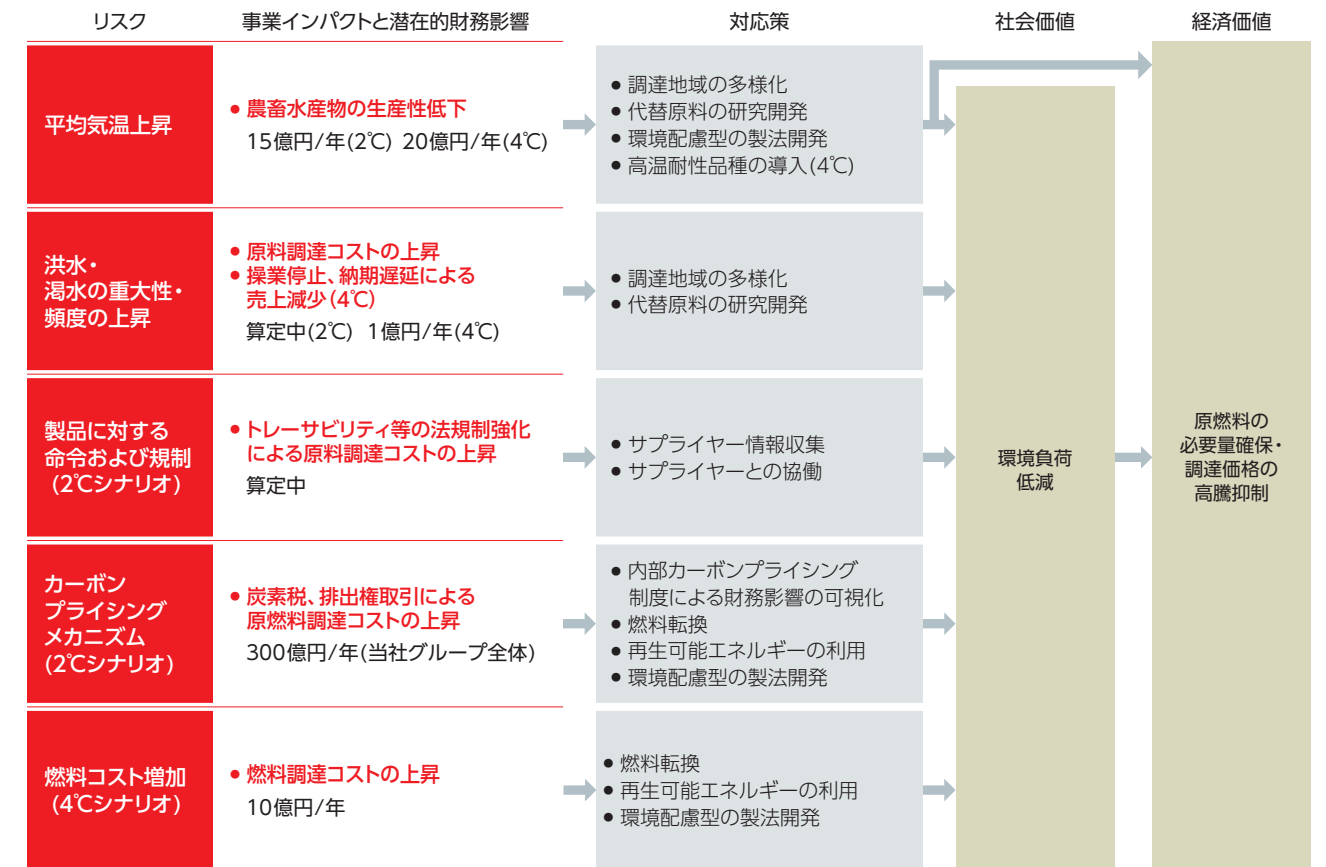 リスク
事業インパクトと潜在的財務影響
対応策
社会価値
経済価値
平均気温上昇
● 農畜水産物の生産性低下
15億円/年(2℃) 20億円/年(4℃)
● 調達地域の多様化
● 代替原料の研究開発
● 環境配慮型の製法開発
● 高温耐性品種の導入(4℃)
洪水・
渇水の重大性・
頻度の上昇
● 原料調達コストの上昇
● 操業停止、納期遅延による
売上減少(4℃)
算定中(2℃) 1億円/年(4℃)
● 調達地域の多様化
● 代替原料の研究開発
製品に対する
命令および規制
(2℃シナリオ)
● トレーサビリティ等の法規制強化
による原料調達コストの上昇
算定中
● サプライヤー情報収集
● サプライヤーとの協働
カーボン
プライシング
メカニズム
(2℃シナリオ)
● 炭素税、排出権取引による
原燃料調達コストの上昇
300億円/年(当社グループ全体)
● 内部カーボンプライシング
制度による財務影響の可視化
● 燃料転換
● 再生可能エネルギーの利用
● 環境配慮型の製法開発
燃料コスト増加
(4℃シナリオ)
● 燃料調達コストの上昇
10億円/年
● 燃料転換
● 再生可能エネルギーの利用
● 環境配慮型の製法開発
環境負荷
低減
原燃料の
必要量確保・
調達価格の
高騰抑制